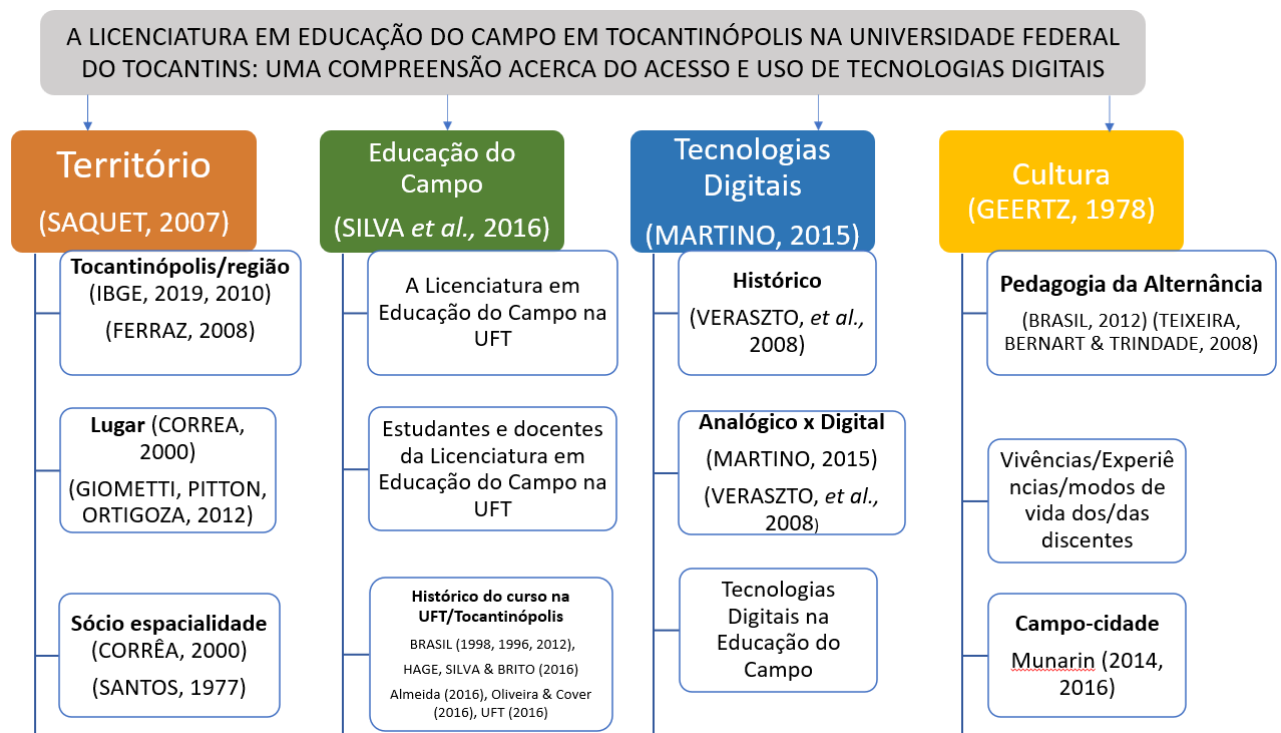 A LICENCIATURA EM EDUCAÇÃO DO CAMPO EM TOCANTINÓPOLIS NA UNIVERSIDADE FEDERAL
DO TOCANTINS: UMA COMPREENSÃO ACERCA DO ACESSO E USO DE TECNOLOGIAS DIGITAIS
Território
(SAQUET, 2007)
Tocantinópolis/região
(IBGE, 2019, 2010)
(FERRAZ, 2008)
Lugar (CORREA,
2000)
(GIOMETTI, PITTON,
ORTIGOZA, 2012)
Sócio espacialidade
(CORRÊA, 2000)
(SANTOS, 1977)
Educação do
Campo
(SILVA et al., 2016)
A Licenciatura em
Educação do Campo na
UFT
Estudantes e docentes
da Licenciatura em
Educação do Campo na
UFT
Histórico do curso na
UFT/Tocantinópolis
BRASIL (1998, 1996, 2012),
HAGE, SILVA & BRITO (2016)
Almeida (2016), Oliveira & Cover
(2016), UFT (2016)
Tecnologias
Digitais
(MARTINO, 2015)
Histórico
(VERASZTO, et al.,
2008)
Analógico x Digital
(MARTINO, 2015)
(VERASZTO, et al.,
2008)
Tecnologias
Digitais na
Educação do
Campo
Cultura
(GEERTZ, 1978)
Pedagogia da Alternância
(BRASIL, 2012) (TEIXEIRA,
BERNART & TRINDADE, 2008)
Vivências/Experiê
ncias/modos de
vida dos/das
discentes
Campo-cidade
Munarin (2014,
2016)